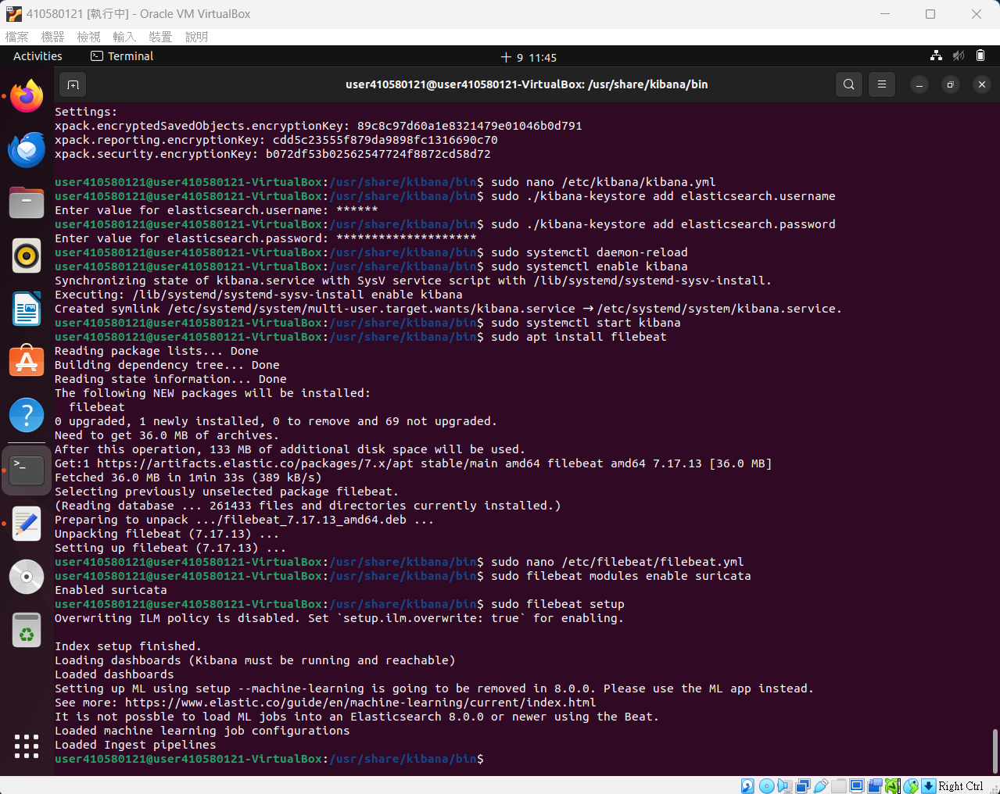 410580121 [執行中] - Oracle VM VirtualBox
檔案 機器 檢視 輸入 裝置 說明
Activities Terminal 十 9 11:45
user410580121@user410580121-VirtualBox: /usr/share/kibana/bin
Settings:
xpack.encryptedSavedObjects.encryptionKey: 89c8c97d60a1e8321479e01046b0d791
xpack.reporting.encryptionKey: cdd5c23555f879da9898fc1316690c70
xpack.security.encryptionKey: b072df53b02562547724f8872cd58d72
user410580121@user410580121-VirtualBox:/usr/share/kibana/bin$ sudo nano /etc/kibana/kibana.yml
user410580121@user410580121-VirtualBox:/usr/share/kibana/bin$ sudo ./kibana-keystore add elasticsearch.username
Enter value for elasticsearch.username: ******
user410580121@user410580121-VirtualBox:/usr/share/kibana/bin$ sudo ./kibana-keystore add elasticsearch.password
Enter value for elasticsearch.password: ********************
user410580121@user410580121-VirtualBox:/usr/share/kibana/bin$ sudo systemctl daemon-reload
user410580121@user410580121-VirtualBox:/usr/share/kibana/bin$ sudo systemctl enable kibana
Synchronizing state of kibana.service with SysV service script with /lib/systemd/systemd-sysv-install.
Executing: /lib/systemd/systemd-sysv-install enable kibana
Created symlink /etc/systemd/system/multi-user.target.wants/kibana.service → /etc/systemd/system/kibana.service.
user410580121@user410580121-VirtualBox:/usr/share/kibana/bin$ sudo systemctl start kibana
user410580121@user410580121-VirtualBox:/usr/share/kibana/bin$ sudo apt install filebeat
Reading package lists... Done
Building dependency tree... Done
Reading state information... Done
The following NEW packages will be installed:
filebeat
0 upgraded, 1 newly installed, 0 to remove and 69 not upgraded.
Need to get 36.0 MB of archives.
After this operation, 133 MB of additional disk space will be used.
Get:1 https://artifacts.elastic.co/packages/7.x/apt stable/main amd64 filebeat amd64 7.17.13 [36.0 MB]
Fetched 36.0 MB in 1min 33s (389 kB/s)
Selecting previously unselected package filebeat.
(Reading database ... 261433 files and directories currently installed.)
Preparing to unpack .../filebeat_7.17.13_amd64.deb ...
Unpacking filebeat (7.17.13) ...
Setting up filebeat (7.17.13) ...
user410580121@user410580121-VirtualBox:/usr/share/kibana/bin$ sudo nano /etc/filebeat/filebeat.yml
user410580121@user410580121-VirtualBox:/usr/share/kibana/bin$ sudo filebeat modules enable suricata
Enabled suricata
user410580121@user410580121-VirtualBox:/usr/share/kibana/bin$ sudo filebeat setup
Overwriting ILM policy is disabled. Set `setup.ilm.overwrite: true` for enabling.
Index setup finished.
Loading dashboards (Kibana must be running and reachable)
Loaded dashboards
Setting up ML using setup --machine-learning is going to be removed in 8.0.0. Please use the ML app instead.
See more: https://www.elastic.co/guide/en/machine-learning/current/index.html
It is not possble to load ML jobs into an Elasticsearch 8.0.0 or newer using the Beat.
Loaded machine learning job configurations
Loaded Ingest pipelines
user410580121@user410580121-VirtualBox:/usr/share/kibana/bin$
Right Ctrl